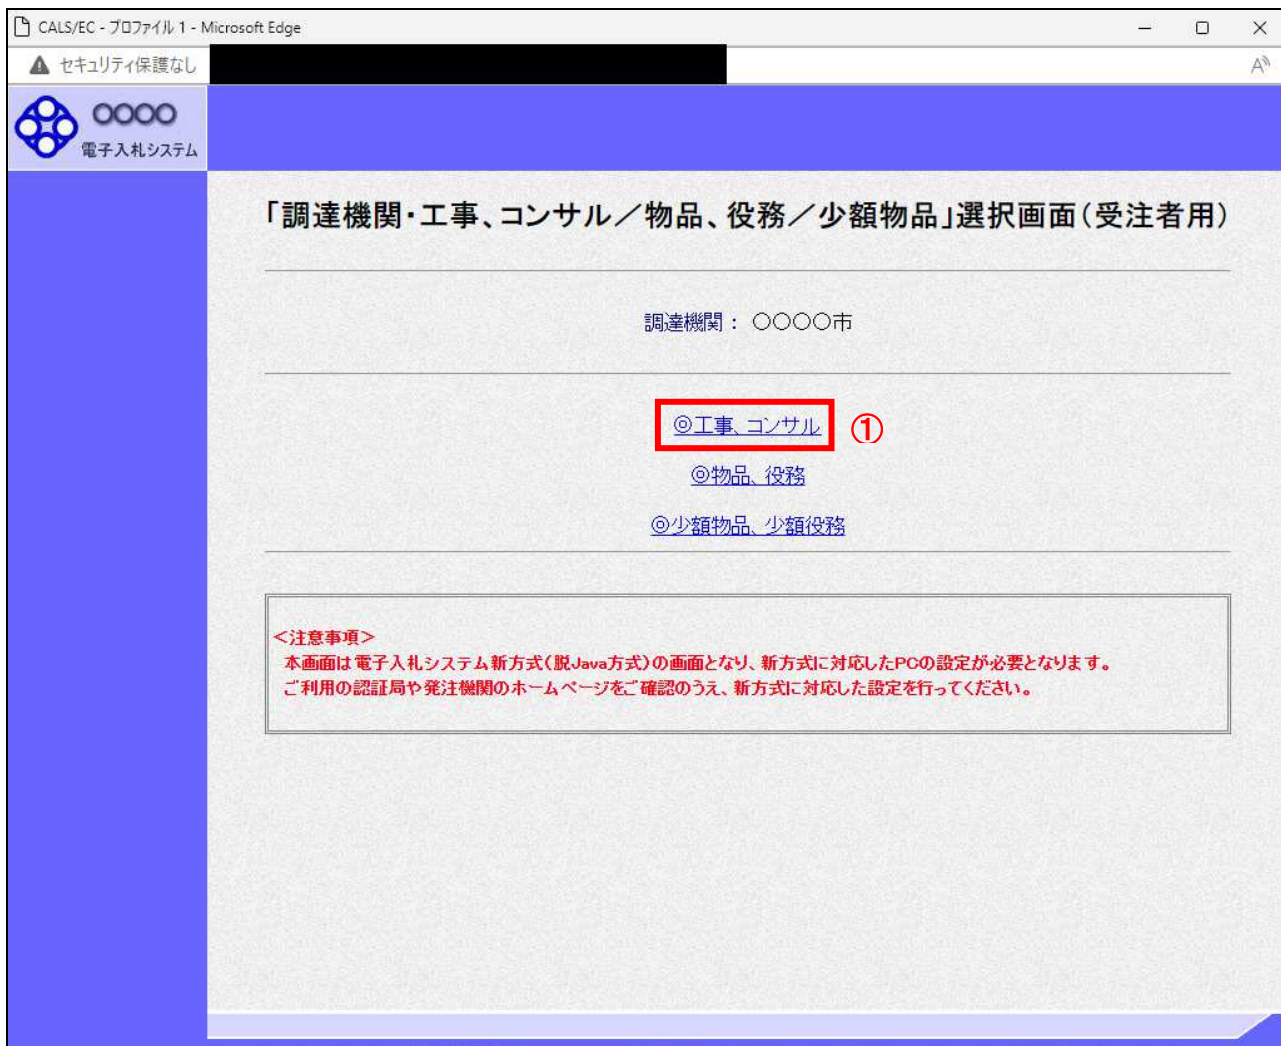 CALS/EC - プロファイル 1 - Microsoft Edge
セキュリティ保護なし
A
○○○○
電子入札システム
「調達機関・工事、コンサル／物品、役務／少額物品」選択画面（受注者用）
調達機関： ○○○○市
◎工事、コンサル ①
◎物品、役務
◎少額物品、少額役務
＜注意事項＞
本画面は電子入札システム新方式（脱Java方式）の画面となり、新方式に対応したPCの設定が必要となります。
ご利用の認証局や発注機関のホームページをご確認のうえ、新方式に対応した設定を行ってください。